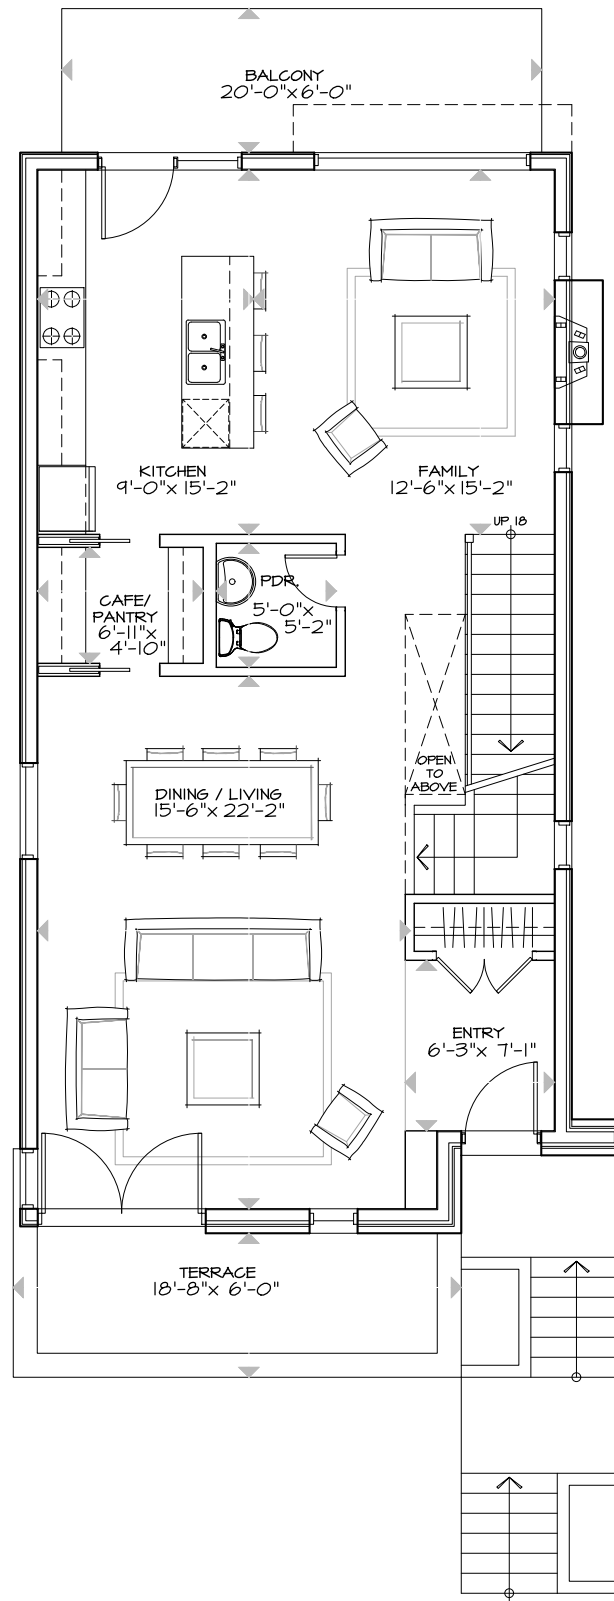 BALCONY
20'-0"x 6'-0"
KITCHEN
9'-0"x 15'-2"
FAMILY
12'-6"x 15'-2"
UP 18
CAFE/
PANTRY
6'-11"x
4'-10"
PDR.
5'-0"x
5'-2"
OPEN
TO
ABOVE
DINING / LIVING
15'-6"x 22'-2"
ENTRY
6'-3"x 7'-1"
TERRACE
18'-8"x 6'-0"